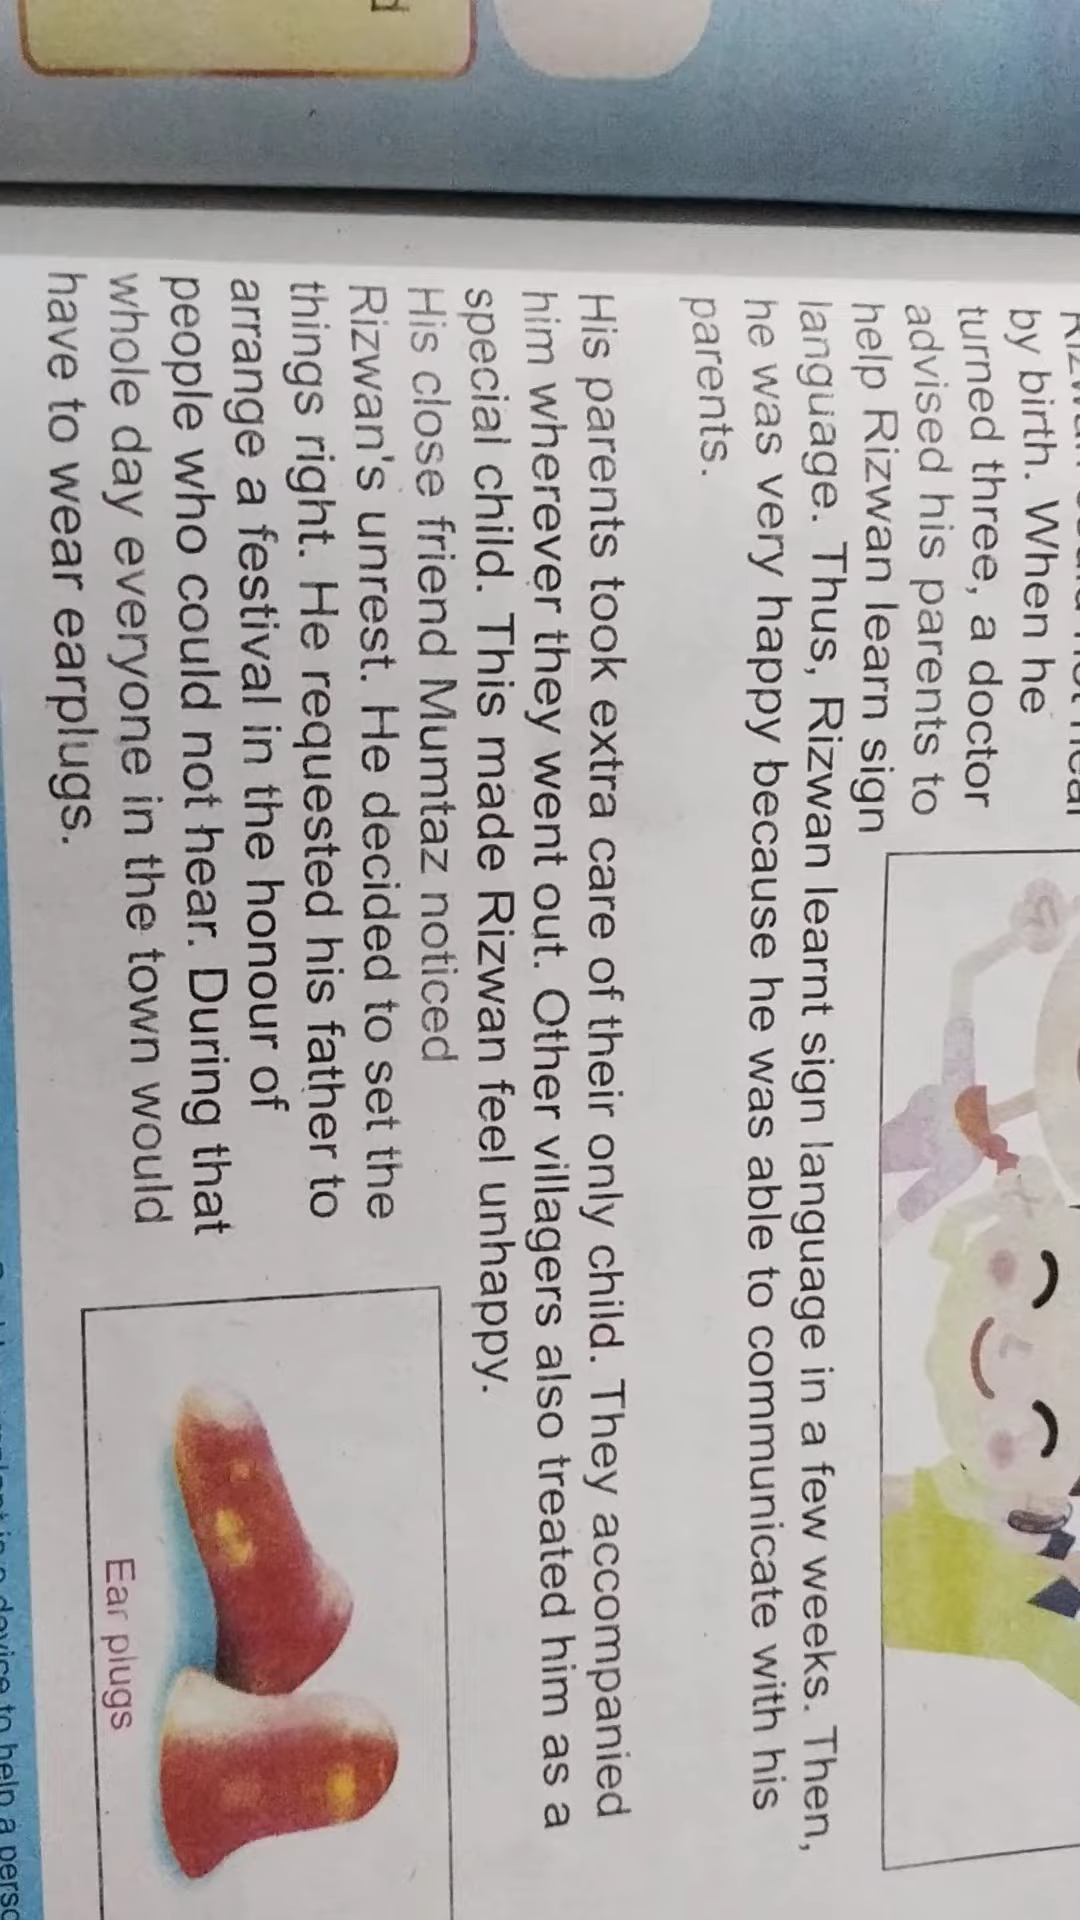 by birth. When he
turned three, a doctor
advised his parents to
help Rizwan learn sign
language. Thus, Rizwan learnt sign language in a few weeks. Then,
he was very happy because he was able to communicate with his
parents.
His parents took extra care of their only child. They accompanied
him wherever they went out. Other villagers also treated him as a
special child. This made Rizwan feel unhappy.
His close friend Mumtaz noticed
Rizwan's unrest. He decided to set the
things right. He requested his father to
arrange a festival in the honour of
people who could not hear. During that
whole day everyone in the town would
have to wear earplugs.
Ear plugs
device to help a